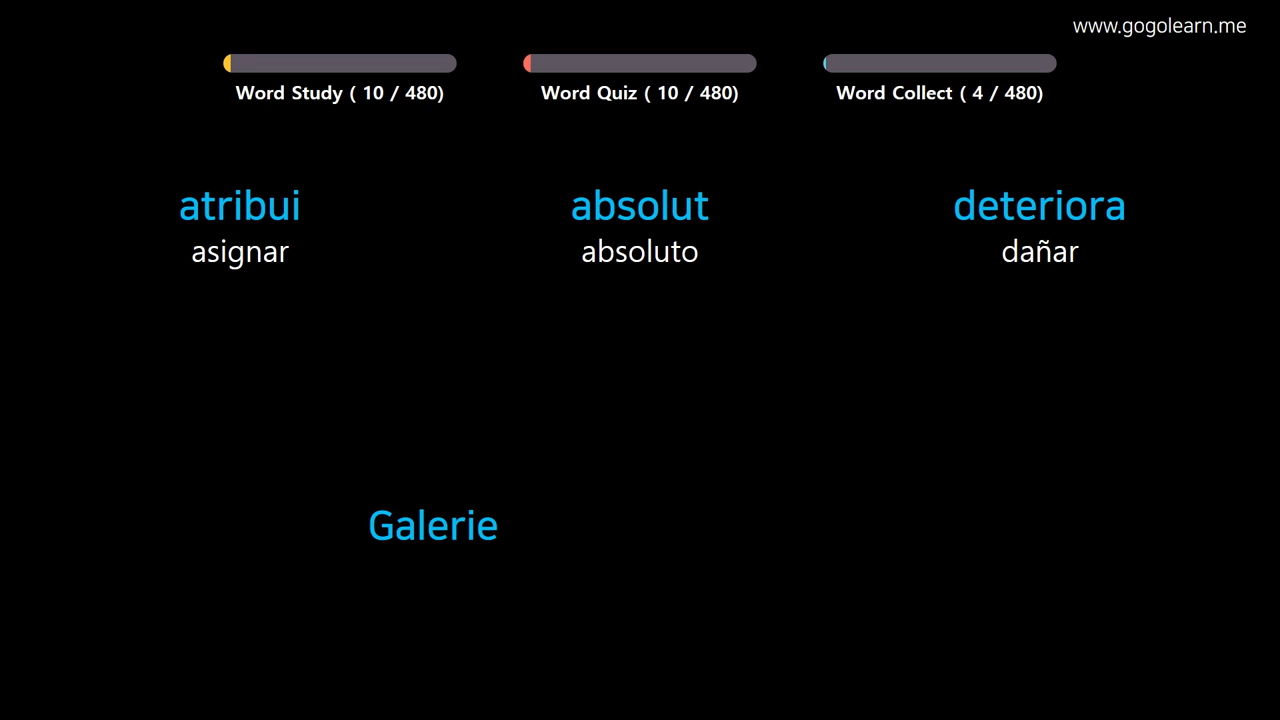 www.gogolearn.me
Word Study ( 10 / 480)
Word Quiz ( 10 / 480)
Word Collect ( 4 / 480)
atribui
asignar
absolut
absoluto
deteriora
dañar
Galerie